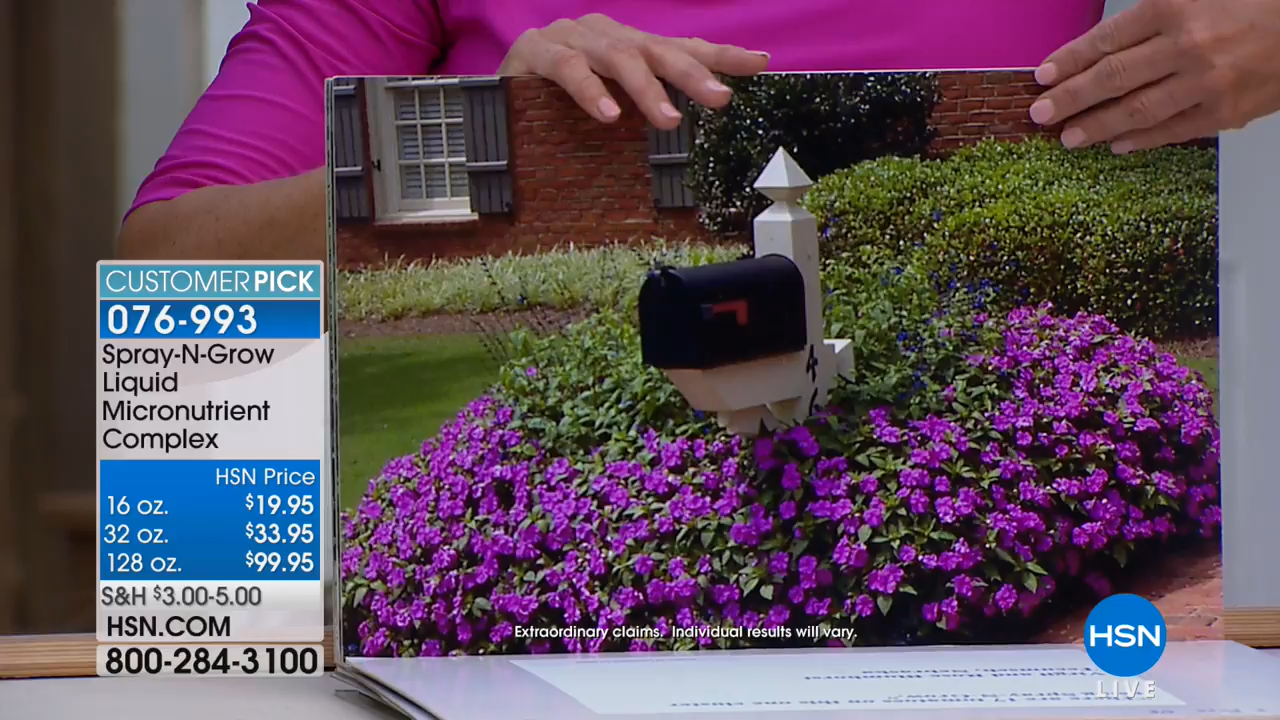 CUSTOMER PICK
076-993
Spray-N-Grow
Liquid
Micronutrient
Complex
HSN Price
16 oz. $19.95
32 oz. $33.95
128 oz. $99.95
S&H $3.00-5.00
HSN.COM
800-284-3100
4
Extraordinary claims. Individual results will vary.
HSN
LIVE